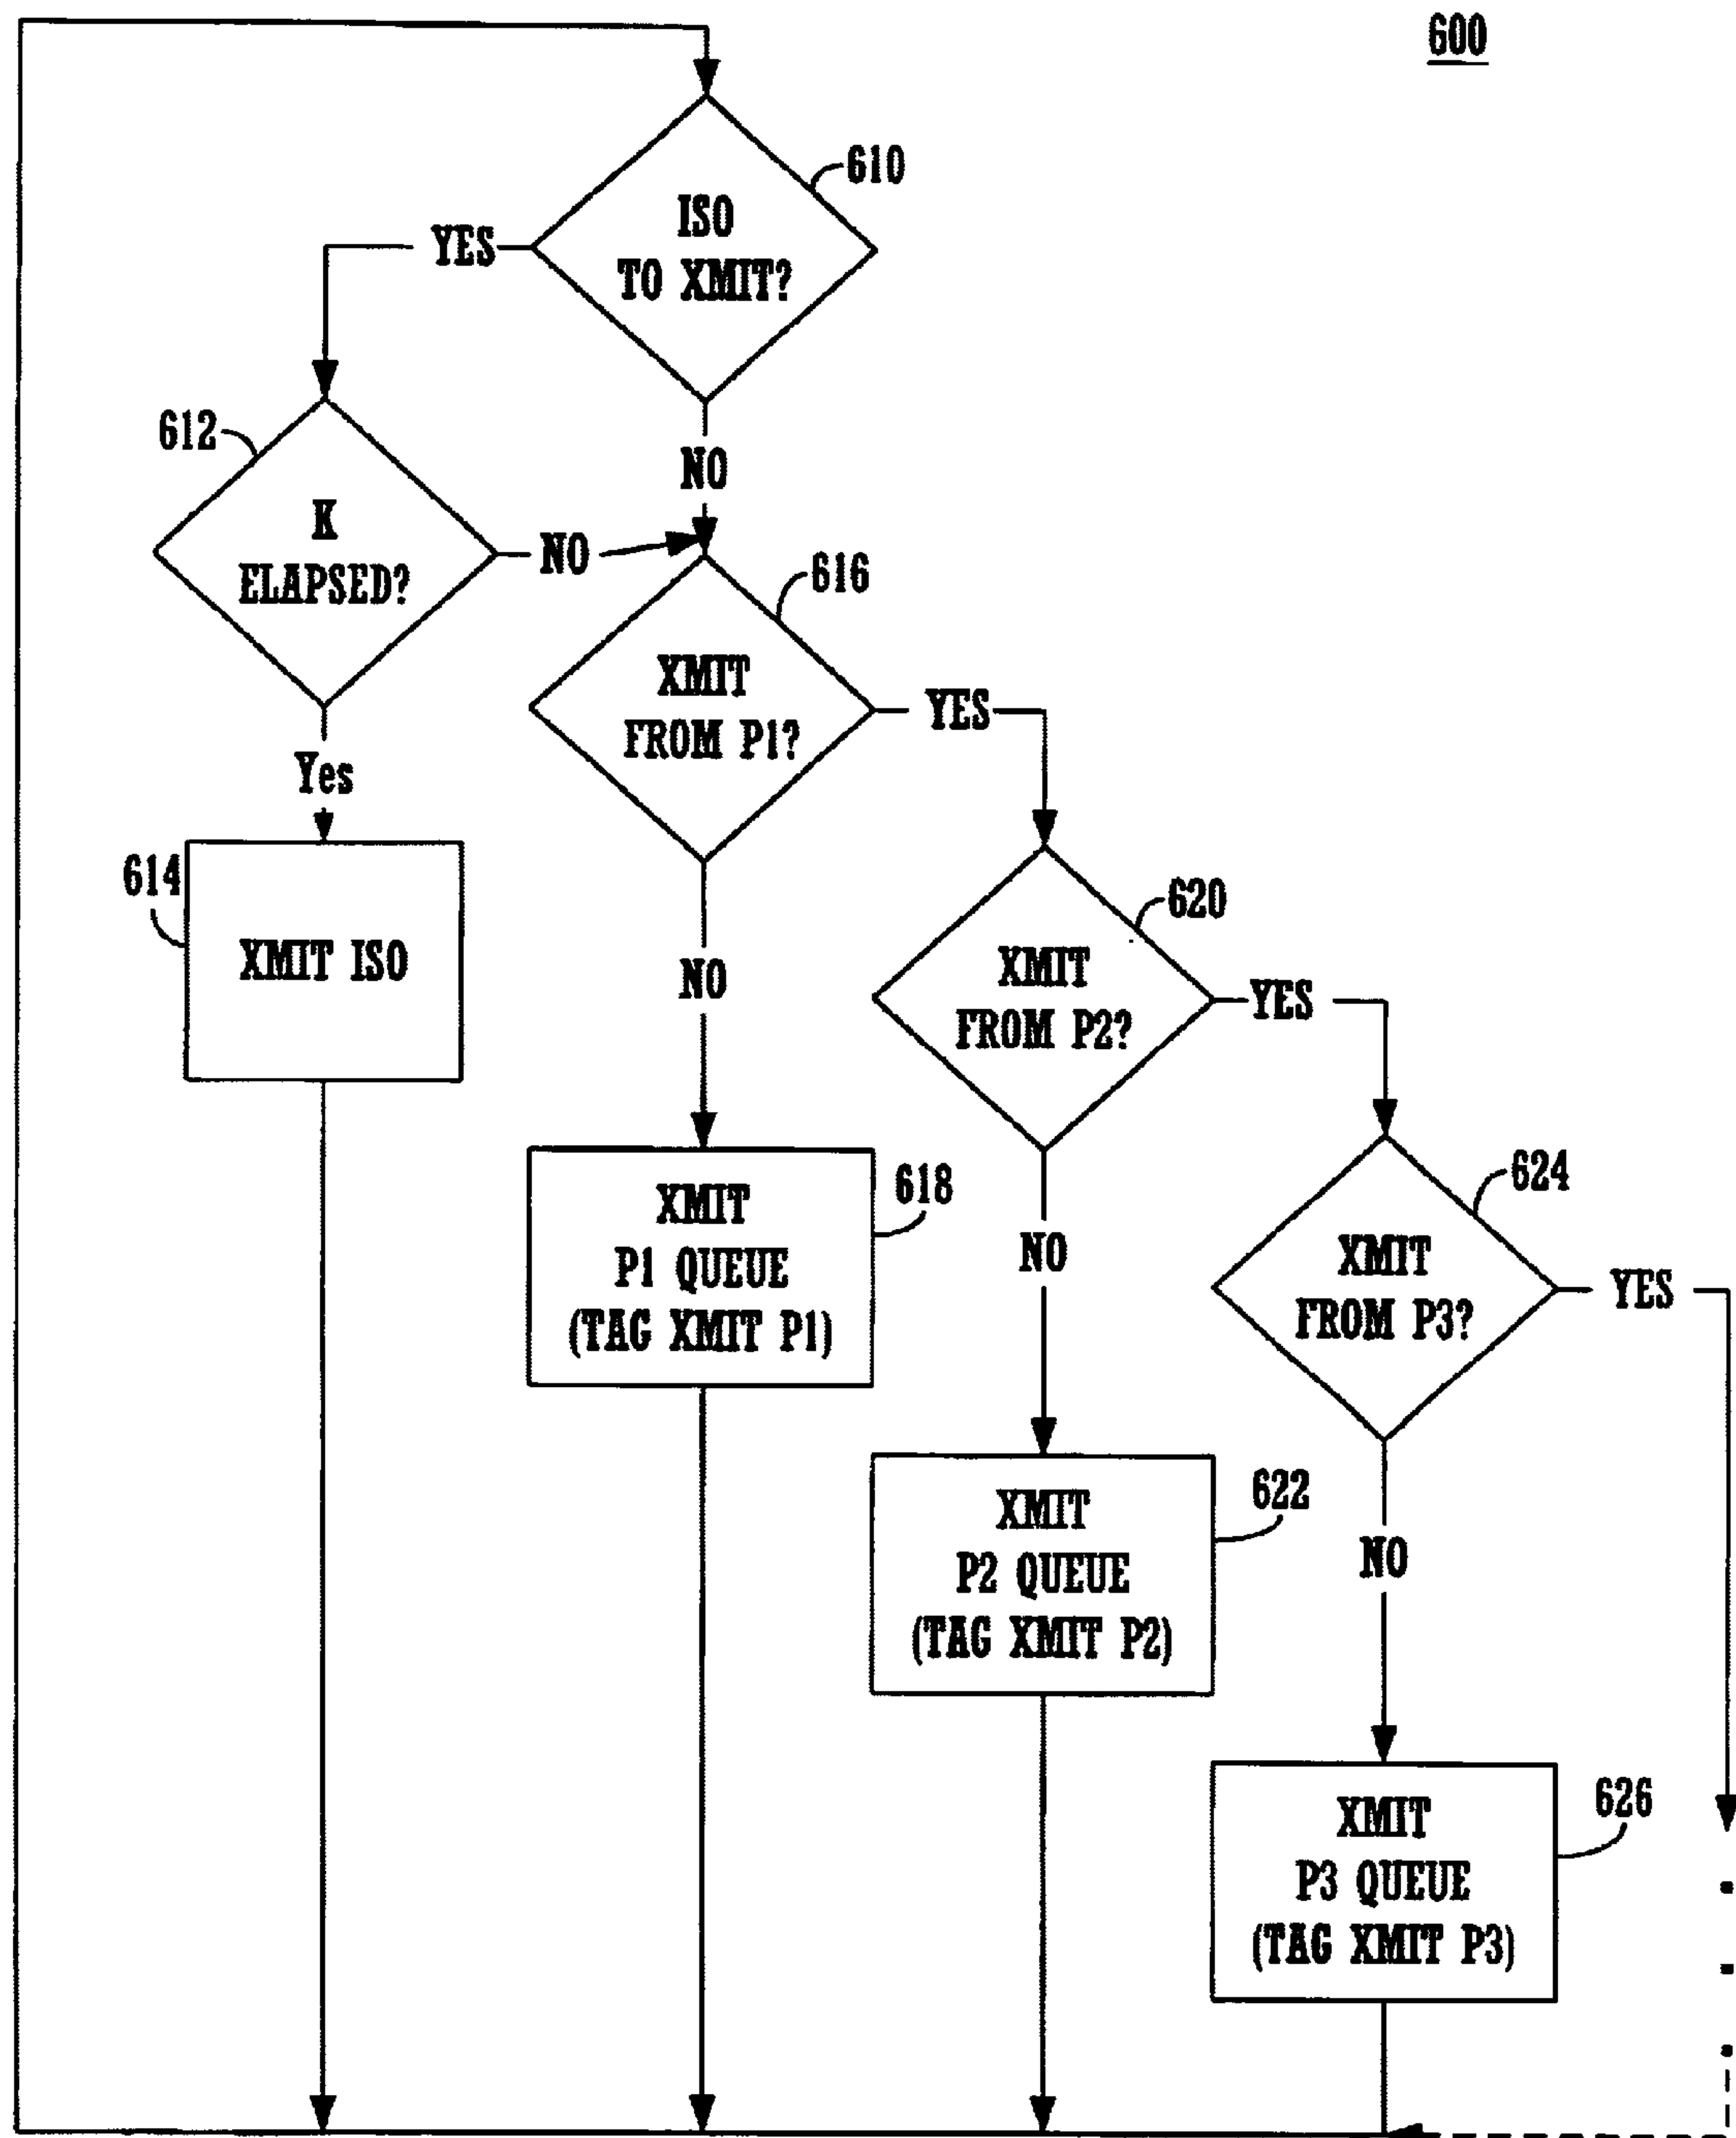 600
610
ISO
TO XMIT?
YES
612
NO
K
ELAPSED?
NO
616
XMIT
FROM P1?
YES
Yes
614
620
XMIT ISO
NO
XMIT
FROM P2?
YES
618
XMIT
P1 QUEUE
(TAG XMIT P1)
624
NO
XMIT
FROM P3?
YES
622
XMIT
P2 QUEUE
(TAG XMIT P2)
NO
626
XMIT
P3 QUEUE
(TAG XMIT P3)